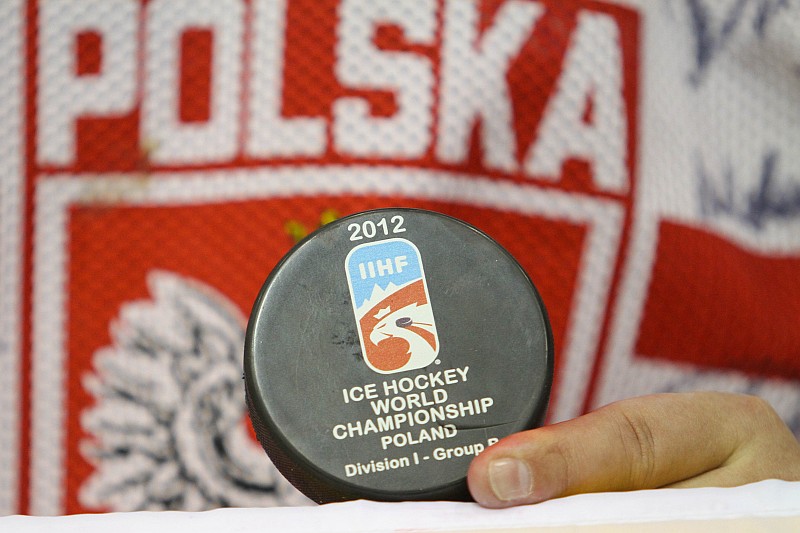 POLSKA
2012
IIHF
ICE HOCKEY
WORLD
CHAMPIONSHIP
POLAND
Division I - Group